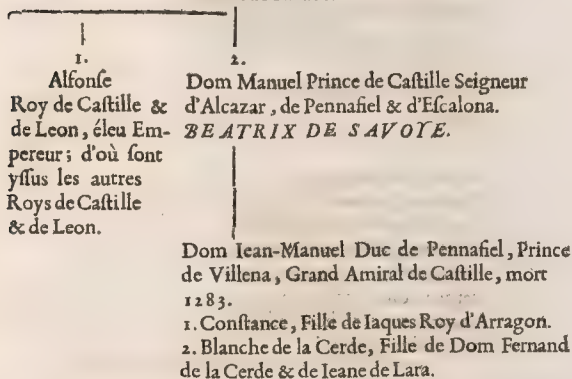 1.
Alfonſe
Roy de Caſtille &
de Leon, éleu Em-
pereur; d'où ſont
yſſus les autres
Roys de Caſtille
& de Leon.
2.
Dom Manuel Prince de Caſtille Seigneur
d'Alcazar, de Pennafiel & d'Eſcalona.
BEATRIX DE SAVOYE.
Dom Iean-Manuel Duc de Pennafiel, Prince
de Villena, Grand Amiral de Caſtille, mort
1283.
1. Conſtance, Fille de Iaques Roy d'Arragon.
2. Blanche de la Cerde, Fille de Dom Fernand
de la Cerde & de Ieane de Lara.